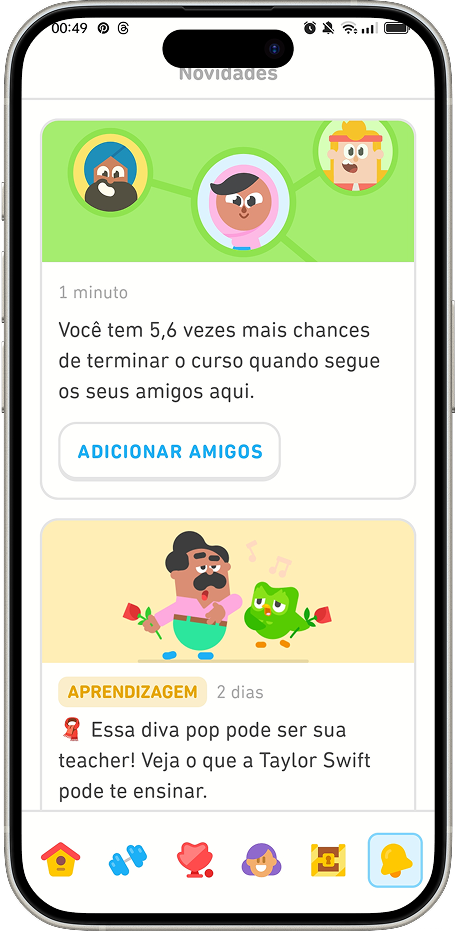 00:49
Novidades
1 minuto
Você tem 5,6 vezes mais chances
de terminar o curso quando segue
os seus amigos aqui.
ADICIONAR AMIGOS
APRENDIZAGEM 2 dias
🧣 Essa diva pop pode ser sua
teacher! Veja o que a Taylor Swift
pode te ensinar.